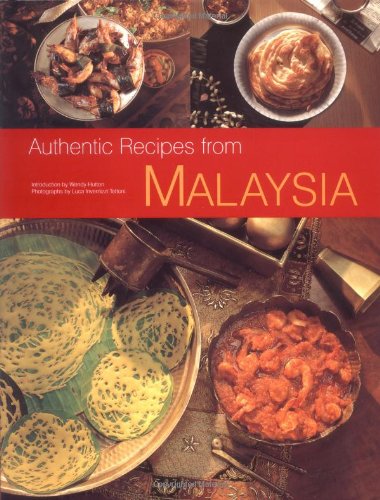 Authentic Recipes from
MALAYSIA
Introduction by Wendy Hutton
Photographs by Luca Invernizzi Tettoni